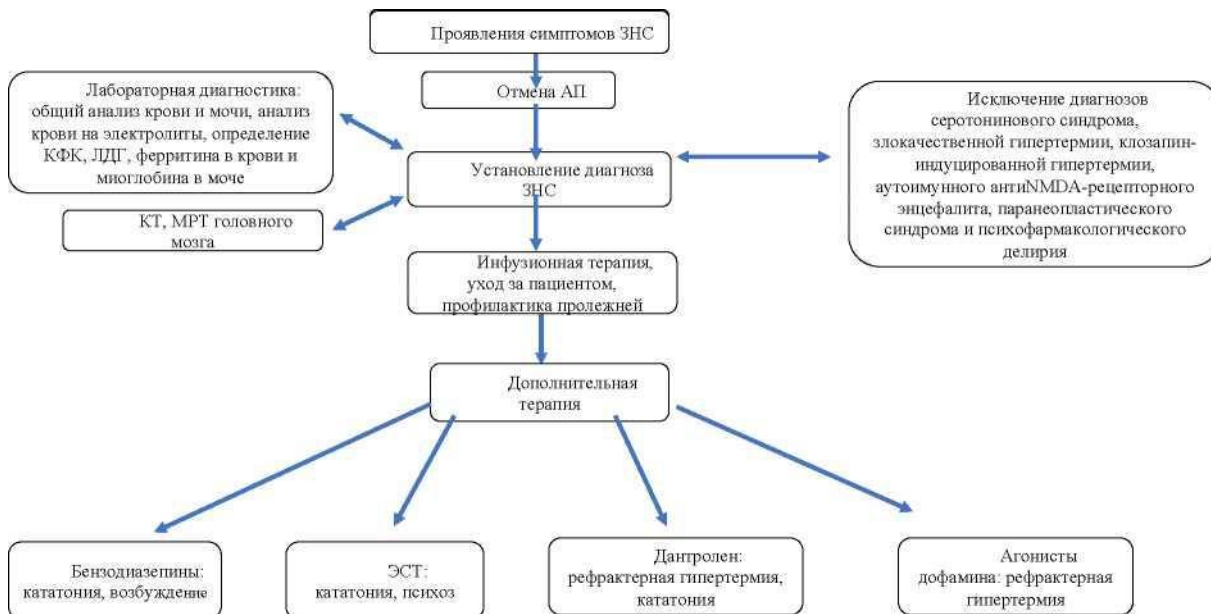 Проявления симптомов ЗНС
Отмена АП
Лабораторная диагностика:
общий анализ крови и мочи, анализ
крови на электролиты, определение
КФК, ЛДГ, ферритина в крови и
миоглобина в моче
КТ, МРТ головного
мозга
Установление диагноза
ЗНС
Исключение диагнозов
серотонинового синдрома,
злокачественной гипертермии, клозапин-
индуцированной гипертермии,
аутоимунного антиNMDA-рецепторного
энцефалита, паранеопластического
синдрома и психофармакологического
делирия
Инфузионная терапия,
уход за пациентом,
профилактика пролежней
Дополнительная
терапия
Бензодиазепины:
кататония, возбуждение
ЭСТ:
кататония, психоз
Дантролен:
рефрактерная гипертермия,
кататония
Агонисты
дофамина: рефрактерная
гипертермия